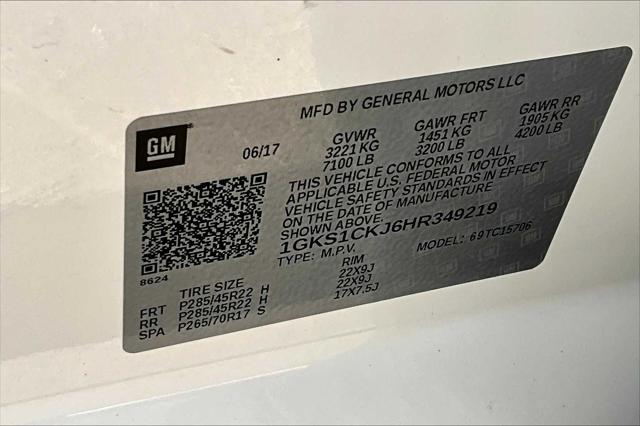 MFD BY GENERAL MOTORS LLC
GM
06/17
GVWR GAWR FRT GAWR RR
3221 KG 1451 KG 1905 KG
7100 LB 3200 LB 4200 LB
THIS VEHICLE CONFORMS TO ALL
APPLICABLE U.S. FEDERAL MOTOR
VEHICLE SAFETY STANDARDS IN EFFECT
ON THE DATE OF MANUFACTURE
SHOWN ABOVE.
1GKS1CKJ6HR349219
TYPE: M.P.V. MODEL: 69TC15706
8624
TIRE SIZE RIM
FRT P285/45R22 H 22X9J
RR P285/45R22 H 22X9J
SPA P265/70R17 S 17X7.5J